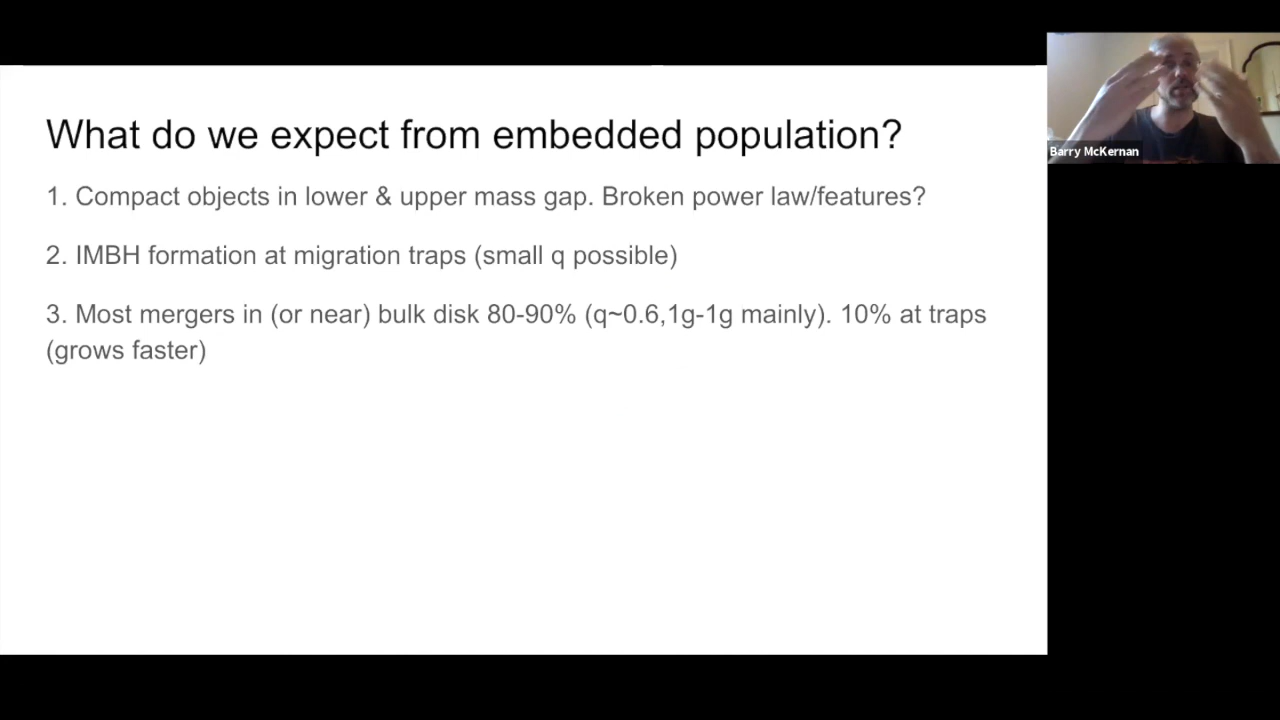 What do we expect from embedded population?
1. Compact objects in lower & upper mass gap. Broken power law/features?
2. IMBH formation at migration traps (small q possible)
3. Most mergers in (or near) bulk disk 80-90% (q~0.6,1g-1g mainly). 10% at traps
(grows faster)
Barry McKernan